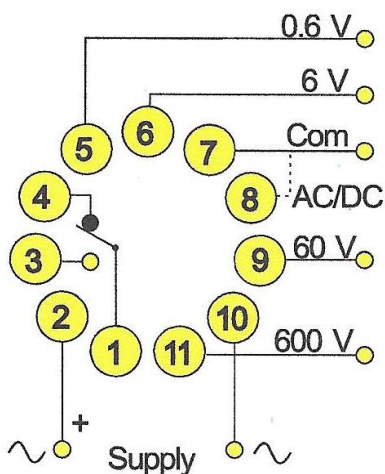 0.6 V
6 V
5 6 7 Com
4 8 AC/DC
3 9 60 V
2 10
1 11 600 V
+
~ Supply ~